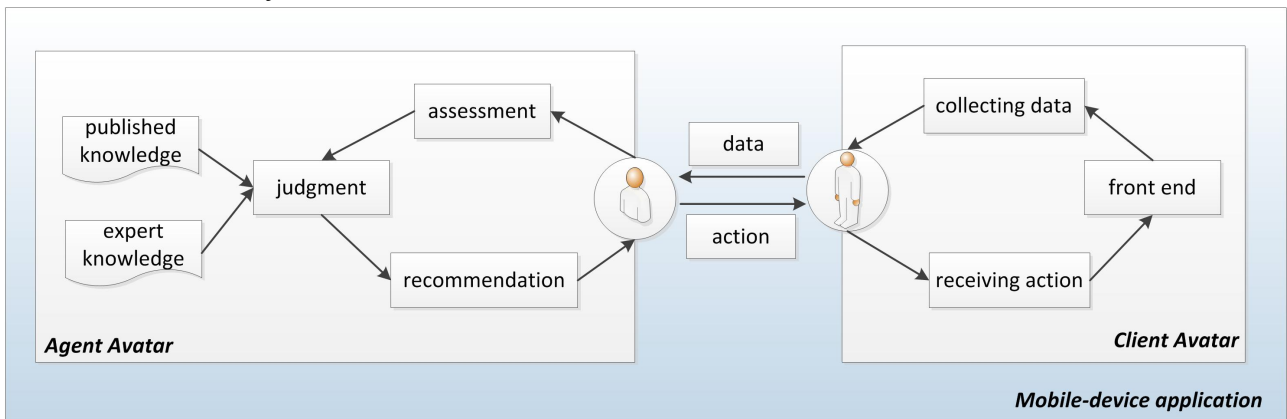 published
knowledge
expert
knowledge
judgment
assessment
recommendation
Agent Avatar
data
action
collecting data
front end
receiving action
Client Avatar
Mobile-device application